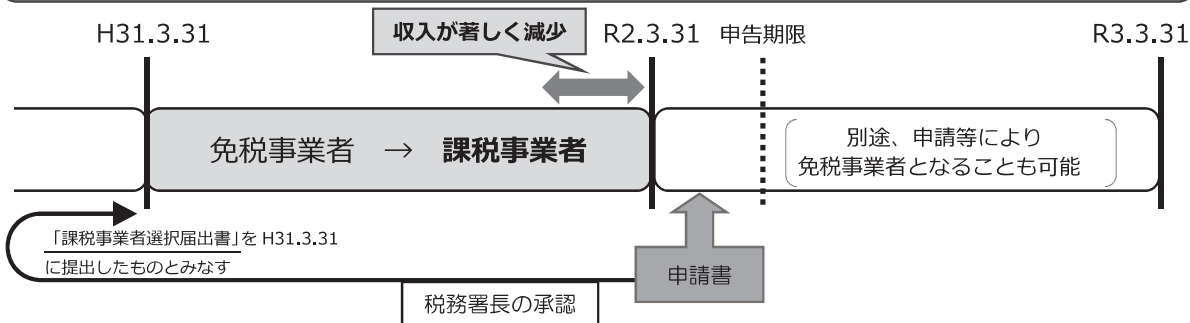 H31.3.31
収入が著しく減少
R2.3.31
申告期限
R3.3.31
免税事業者 → 課税事業者
別途、申請等により
免税事業者となることも可能
「課税事業者選択届出書」を H31.3.31
に提出したものとみなす
申請書
税務署長の承認